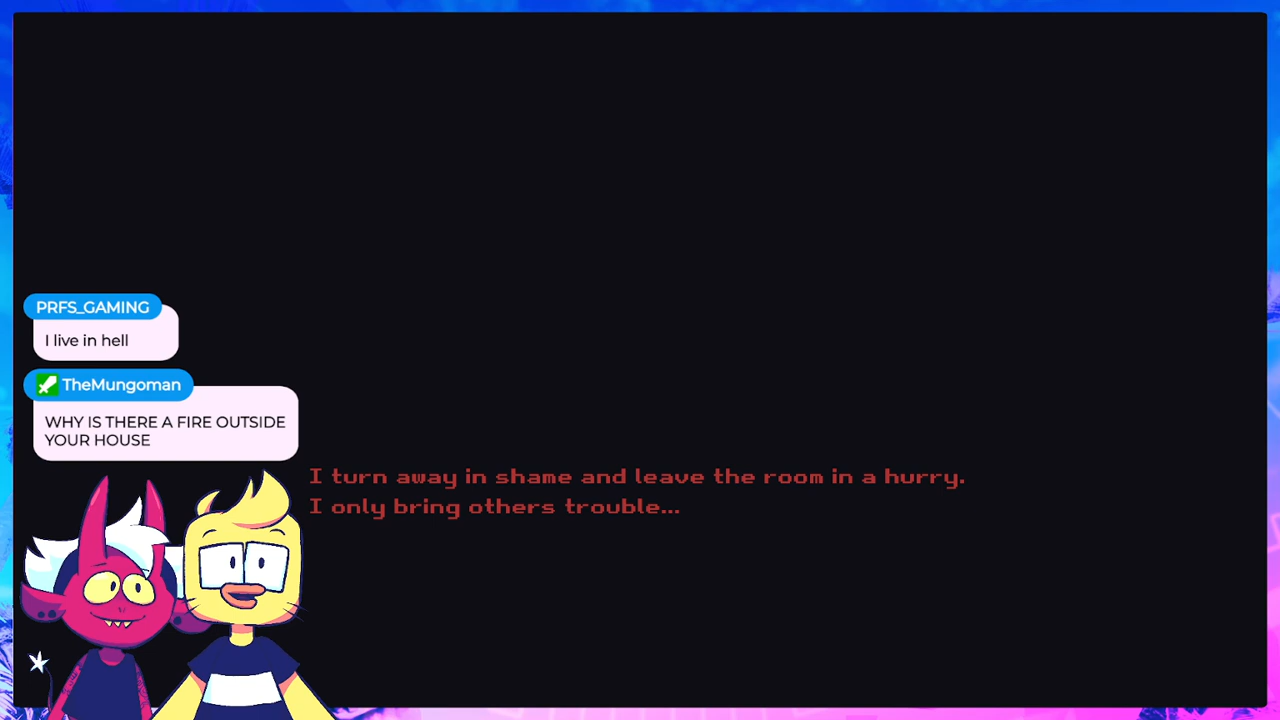 PRFS_GAMING
I live in hell
TheMungoman
WHY IS THERE A FIRE OUTSIDE
YOUR HOUSE
I turn away in shame and leave the room in a hurry.
I only bring others trouble...